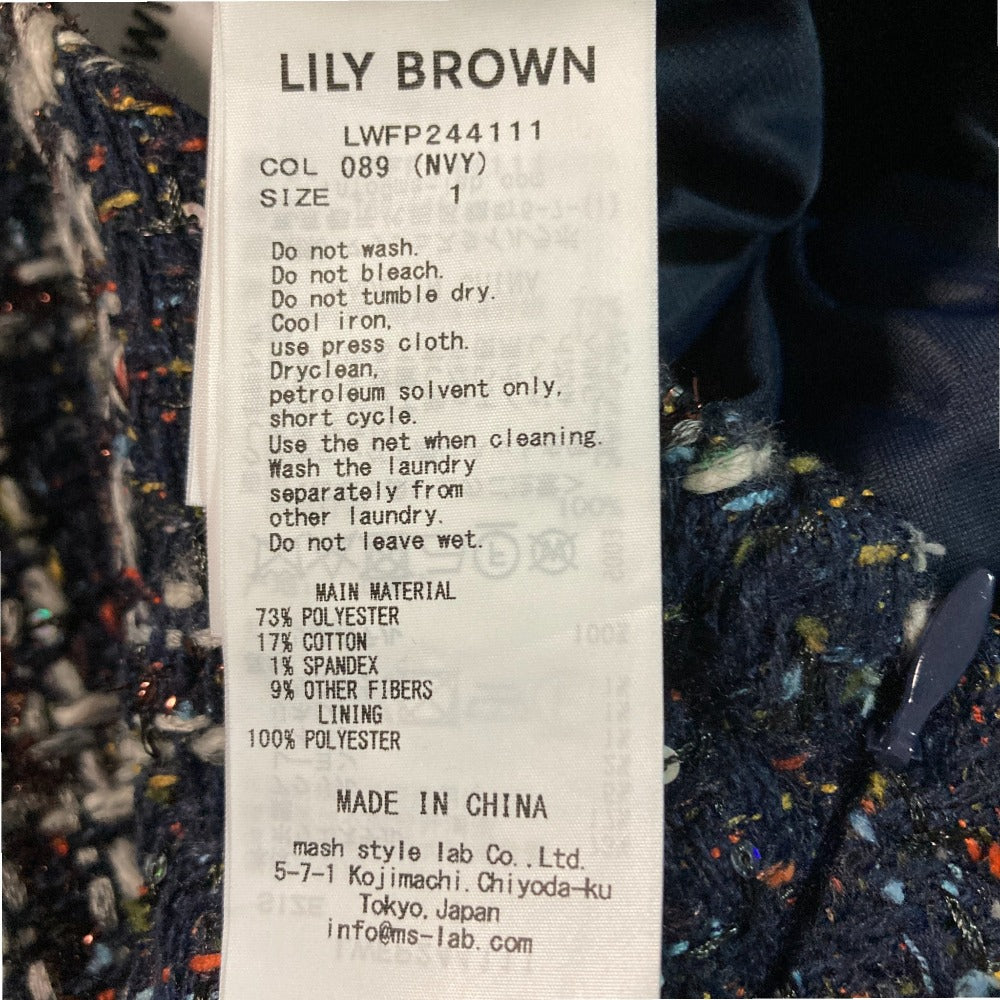 LILY BROWN
LWFP244111
COL 089 (NVY)
SIZE 1
Do not wash.
Do not bleach.
Do not tumble dry.
Cool iron,
use press cloth.
Dryclean,
petroleum solvent only,
short cycle.
Use the net when cleaning.
Wash the laundry
separately from
other laundry.
Do not leave wet.
MAIN MATERIAL
73% POLYESTER
17% COTTON
1% SPANDEX
9% OTHER FIBERS
LINING
100% POLYESTER
MADE IN CHINA
mash style lab Co.,Ltd.
5-7-1 Kojimachi.Chiyoda-ku
Tokyo, Japan
info@ms-lab.com